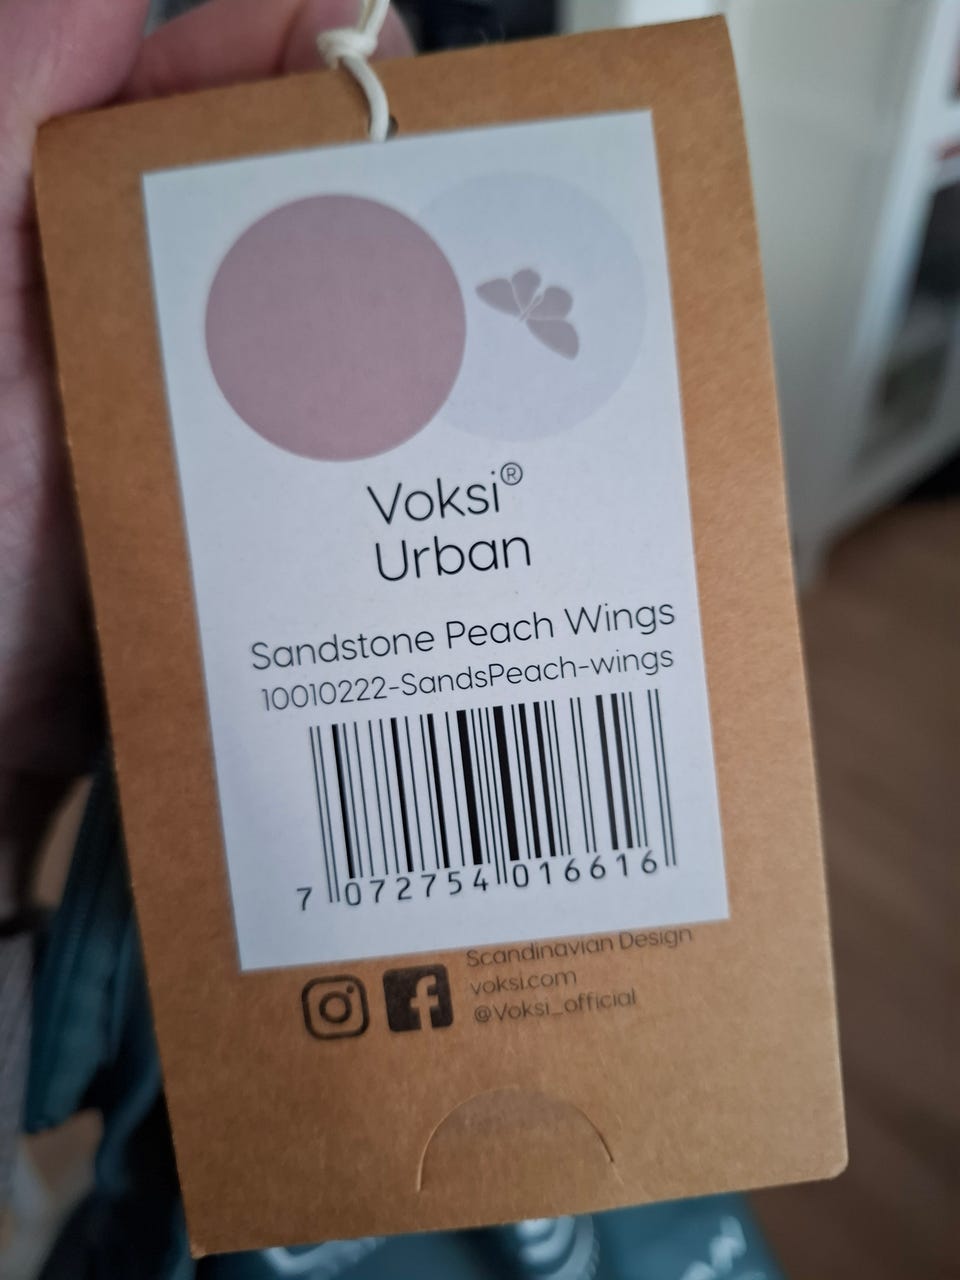 Voksi®
Urban
Sandstone Peach Wings
10010222-SandsPeach-wings
7 072754 016616
Scandinavian Design
voksi.com
@Voksi_official